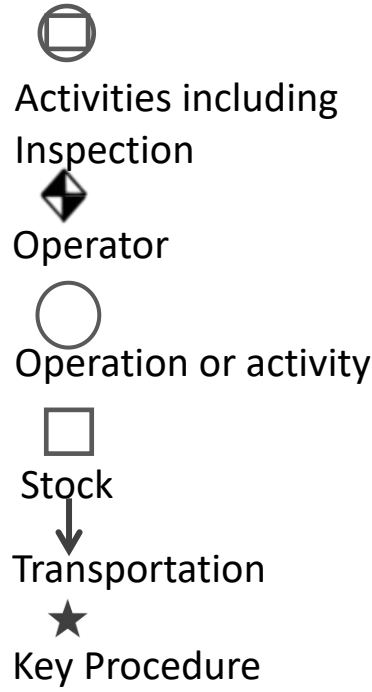 Activities including
Inspection
Operator
Operation or activity
Stock
Transportation
Key Procedure